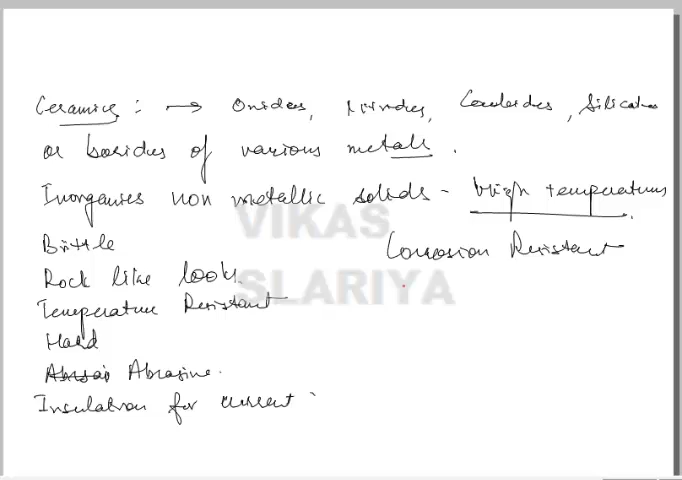 Ceramics : → Oxides, Nitrides, Carbides, Silicates
or borides of various metals.
Inorganics non metallic solids - High temperatures.
Brittle
Corrosion Resistant
Rock like look.
Temperature Resistant
Hard
Abrasive.
Insulation for current
VIKAS
SLARIYA